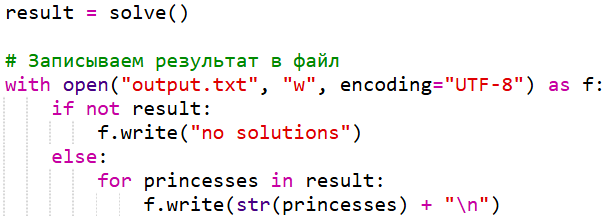 result = solve()

# Записываем результат в файл
with open("output.txt", "w", encoding="UTF-8") as f:
    if not result:
        f.write("no solutions")
    else:
        for princesses in result:
            f.write(str(princesses) + "\n")